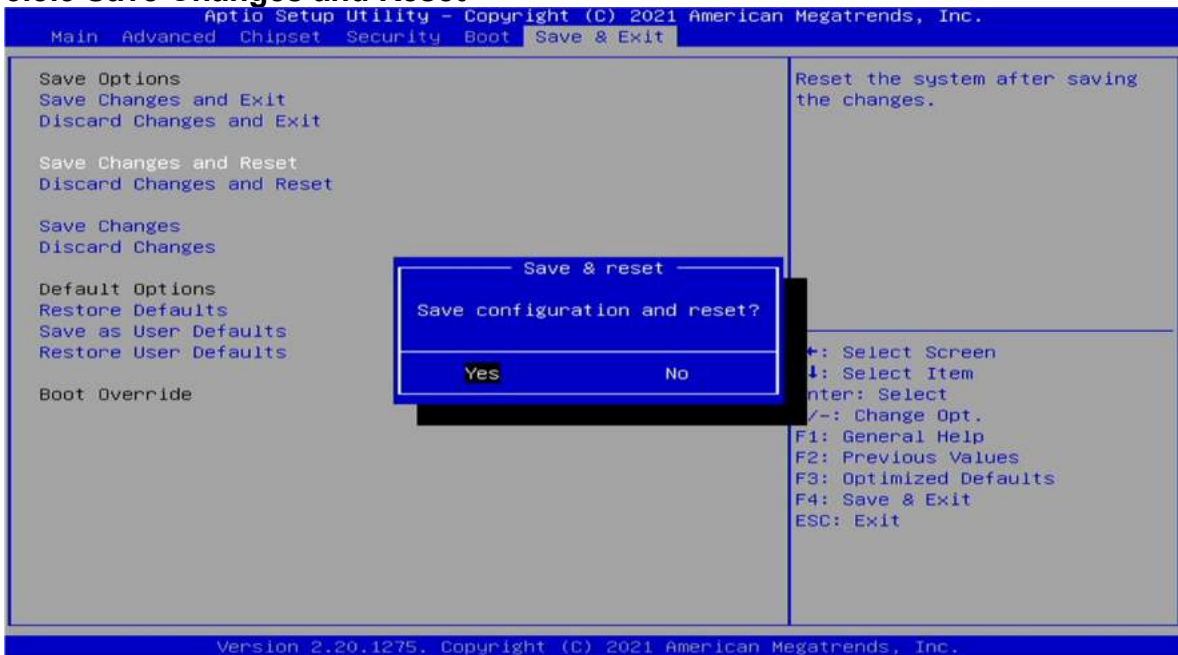 Save Changes and Reset
Aptio Setup Utility – Copyright (C) 2021 American Megatrends, Inc.
Main Advanced Chipset Security Boot Save & Exit
Save Options
Save Changes and Exit
Discard Changes and Exit
Save Changes and Reset
Discard Changes and Reset
Save Changes
Discard Changes
Default Options
Restore Defaults
Save as User Defaults
Restore User Defaults
Boot Override
Reset the system after saving
the changes.
Save & reset
Save configuration and reset?
Yes No
←: Select Screen
↓: Select Item
nter: Select
/-: Change Opt.
F1: General Help
F2: Previous Values
F3: Optimized Defaults
F4: Save & Exit
ESC: Exit
Version 2.20.1275. Copyright (C) 2021 American Megatrends, Inc.